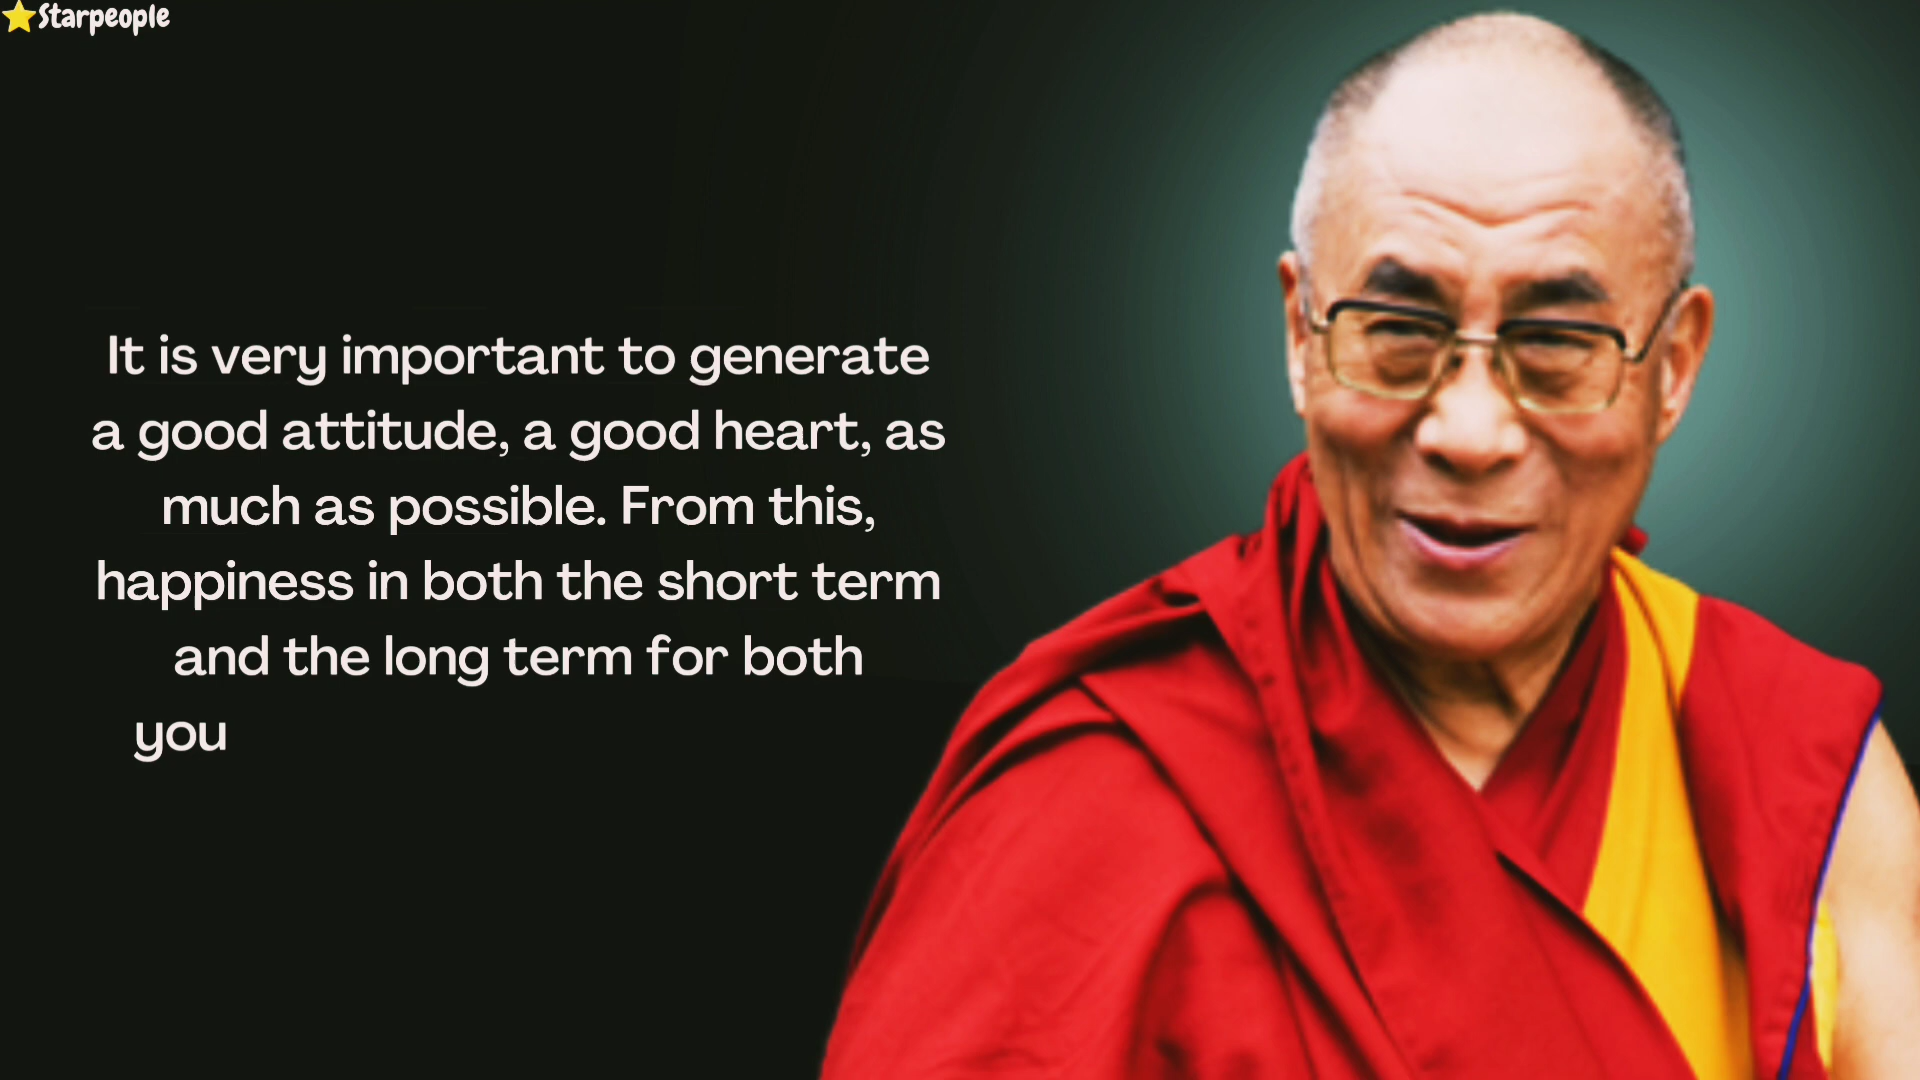 Starpeople
It is very important to generate
a good attitude, a good heart, as
much as possible. From this,
happiness in both the short term
and the long term for both
you